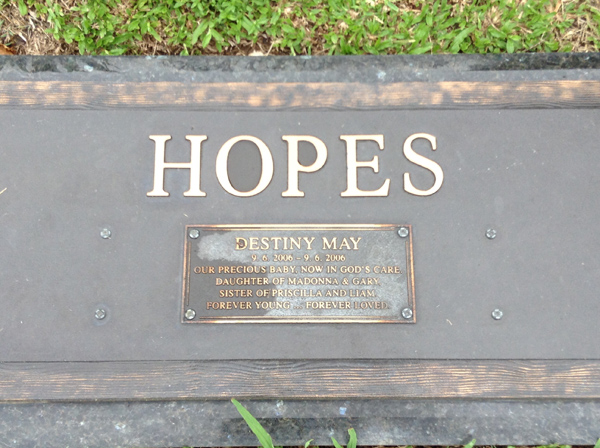 HOPES
DESTINY MAY
9. 6. 2006 - 9. 6. 2006
OUR PRECIOUS BABY, NOW IN GOD'S CARE
DAUGHTER OF MADONNA & GARY,
SISTER OF PRISCILLA AND LIAM.
FOREVER YOUNG ... FOREVER LOVED.